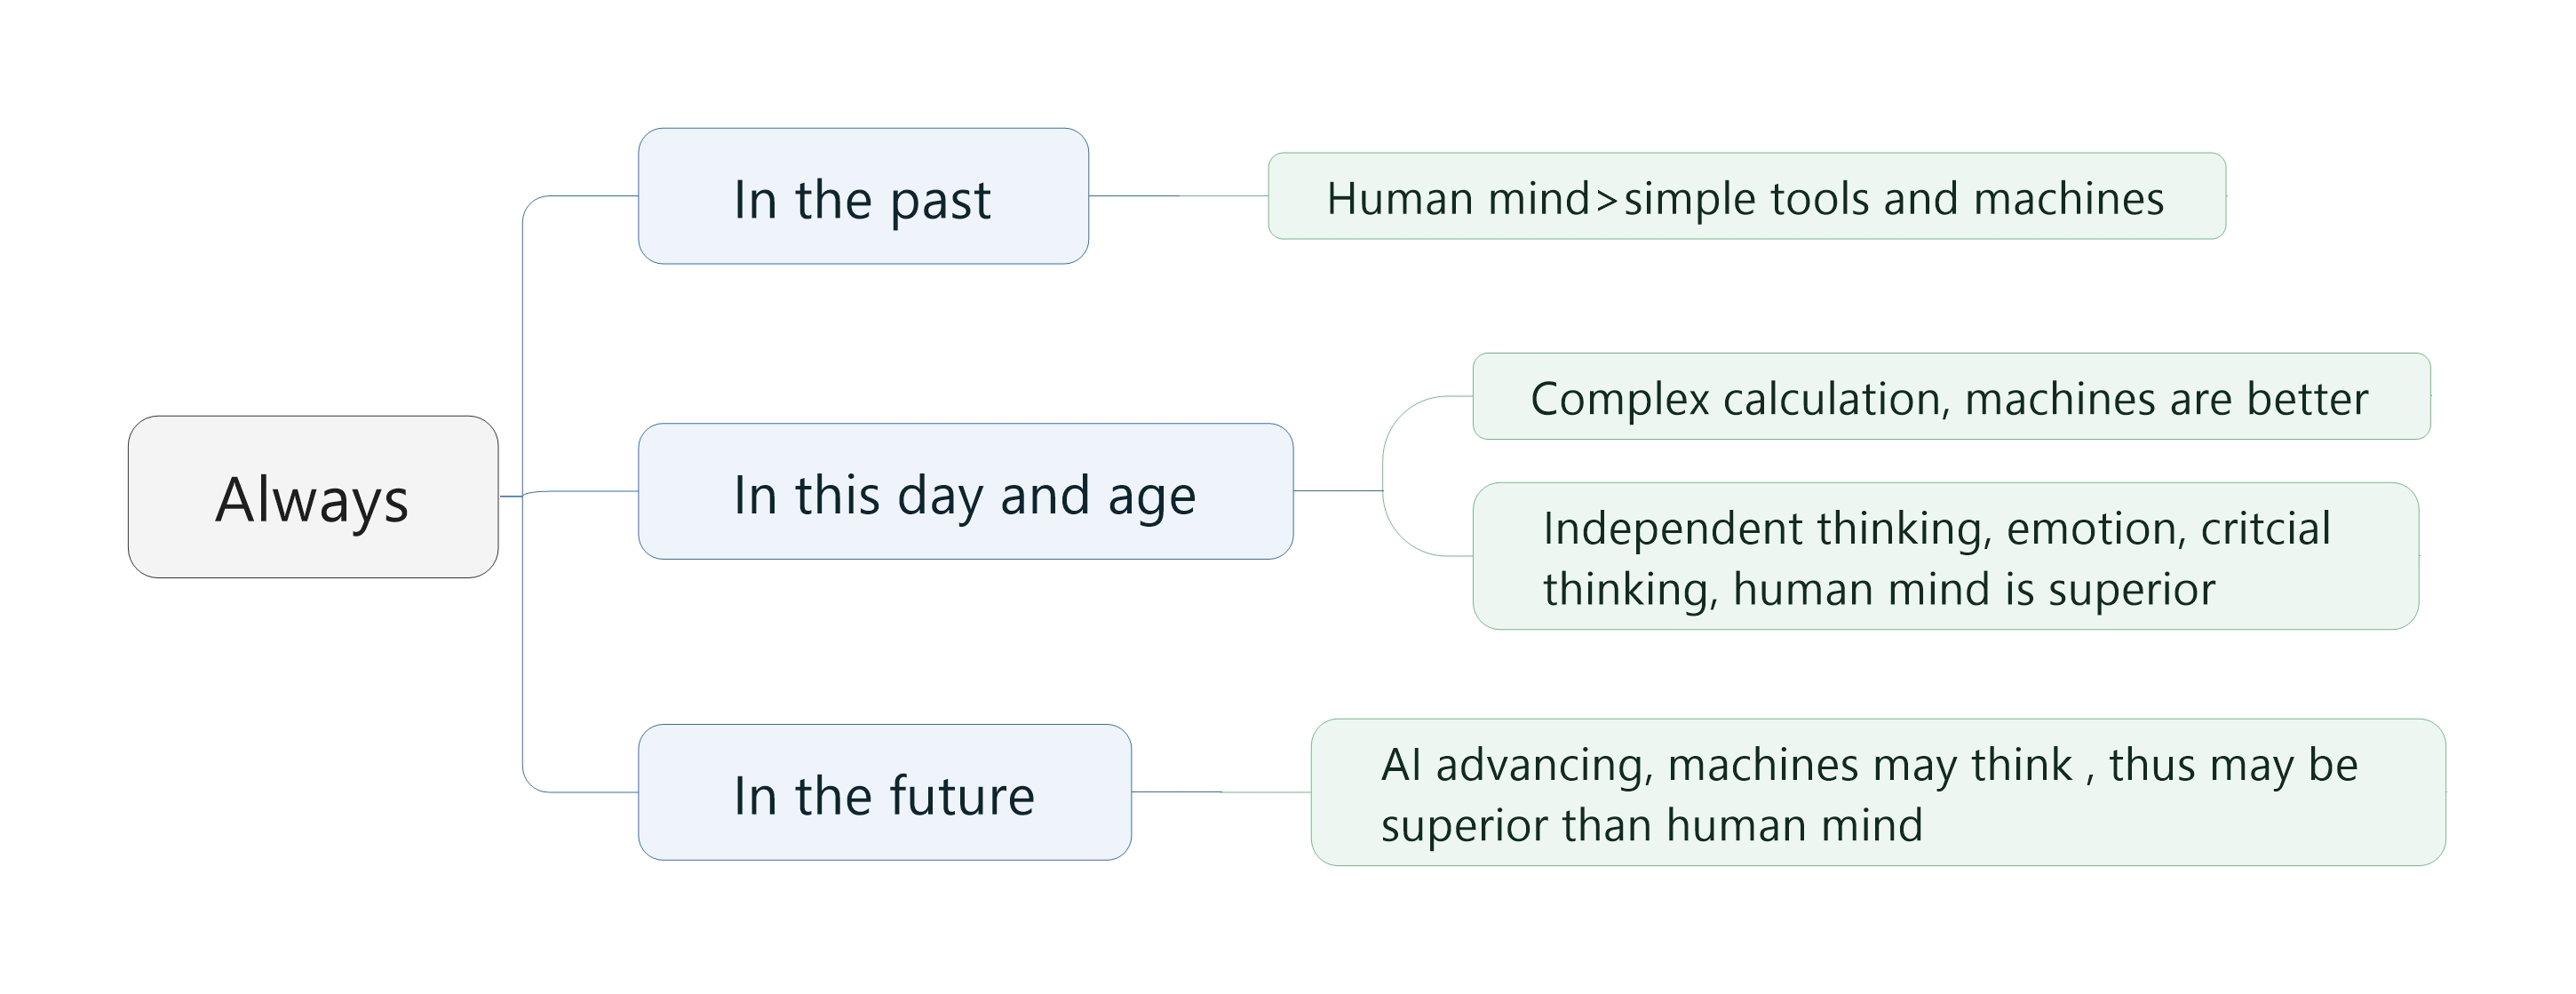 In the past
Human mind>simple tools and machines
Always
In this day and age
Complex calculation, machines are better
Independent thinking, emotion, critcial
thinking, human mind is superior
In the future
AI advancing, machines may think , thus may be
superior than human mind